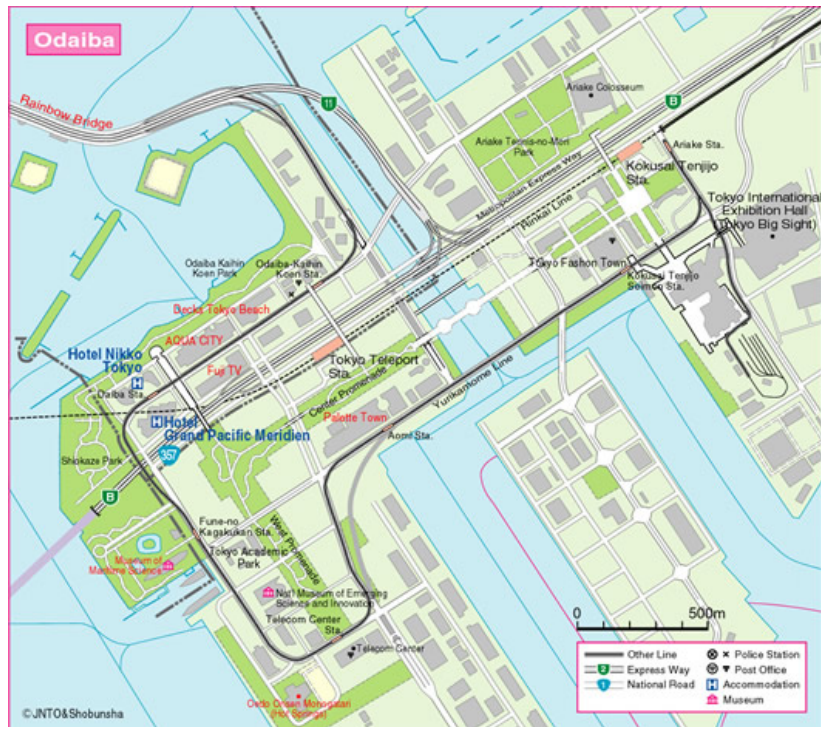 Odaiba
Rainbow Bridge
11
Ariake Colosseum
B
Ariake Tennis-no-Mori
Park
Ariake Sta.
Metropolitan Express Way
Kokusai Tenjijo
Sta.
Rinkai Line
Tokyo International
Exhibition Hall
(Tokyo Big Sight)
Odaiba Kaihin
Koen Park
Odaiba-Kaihin
Koen Sta.
Tokyo Fashon Town
Kokusai Tenjijo
Seimon Sta.
Decks Tokyo Beach
AQUA CITY
Hotel Nikko
Tokyo
H
Fuji TV
Tokyo Teleport
Sta.
Daiba Sta.
Center Promenade
Yurikamome Line
H Hotel
Grand Pacific Meridien
Palette Town
Aomi Sta.
357
Shiokaze Park
B
Fune-no
Kagakukan Sta.
West Promenade
Tokyo Academic
Park
Museum of
Maritime Science
Nat'l Museum of Emerging
Science and Innovation
Telecom Center
Sta.
Telecom Center
Oedo Onsen Monogatari
(Hot Springs)
0 500m
Other Line
2 Express Way
1 National Road
Police Station
Post Office
H Accommodation
Museum
©JNTO&Shobunsha